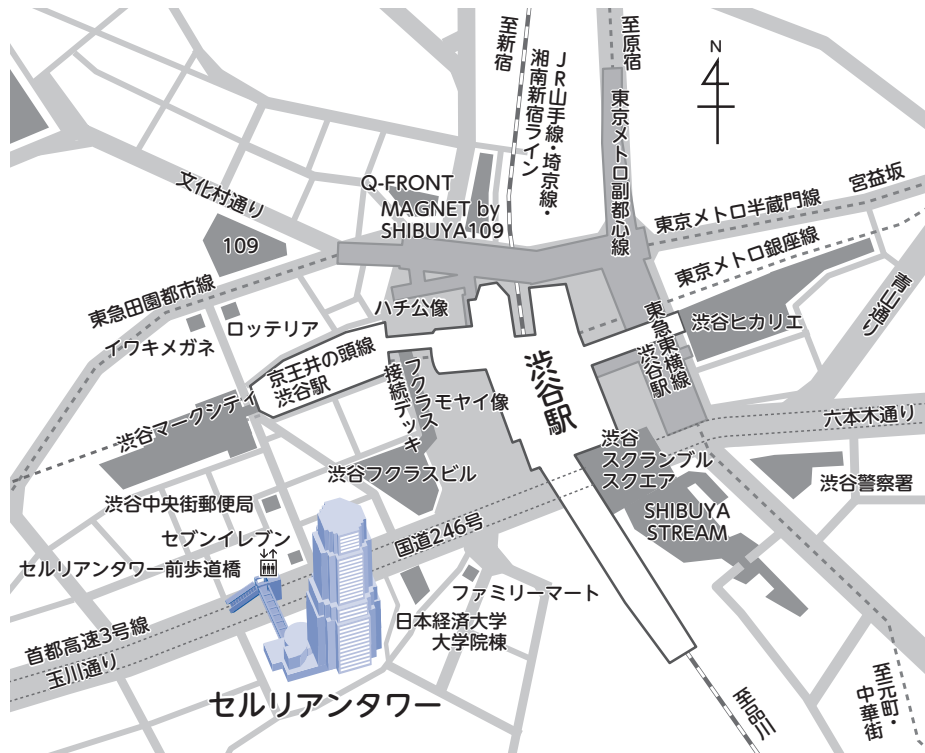 至新宿
JR山手線・埼京線・
湘南新宿ライン
至原宿
東京メトロ副都心線
N
文化村通り
Q-FRONT
MAGNET by
SHIBUYA109
宮益坂
東京メトロ半蔵門線
東京メトロ銀座線
青山通り
109
東急田園都市線
ハチ公像
ロッテリア
イワキメガネ
京王井の頭線
渋谷駅
渋谷駅
東急東横線
渋谷駅
渋谷ヒカリエ
渋谷マークシティ
フクラス
接続デッキ
モヤイ像
六本木通り
渋谷
スクランブル
スクエア
渋谷フクラスビル
渋谷警察署
渋谷中央街郵便局
SHIBUYA
STREAM
セブンイレブン
国道246号
セルリアンタワー前歩道橋
ファミリーマート
日本経済大学
大学院棟
首都高速3号線
玉川通り
セルリアンタワー
至品川
至元町・
中華街